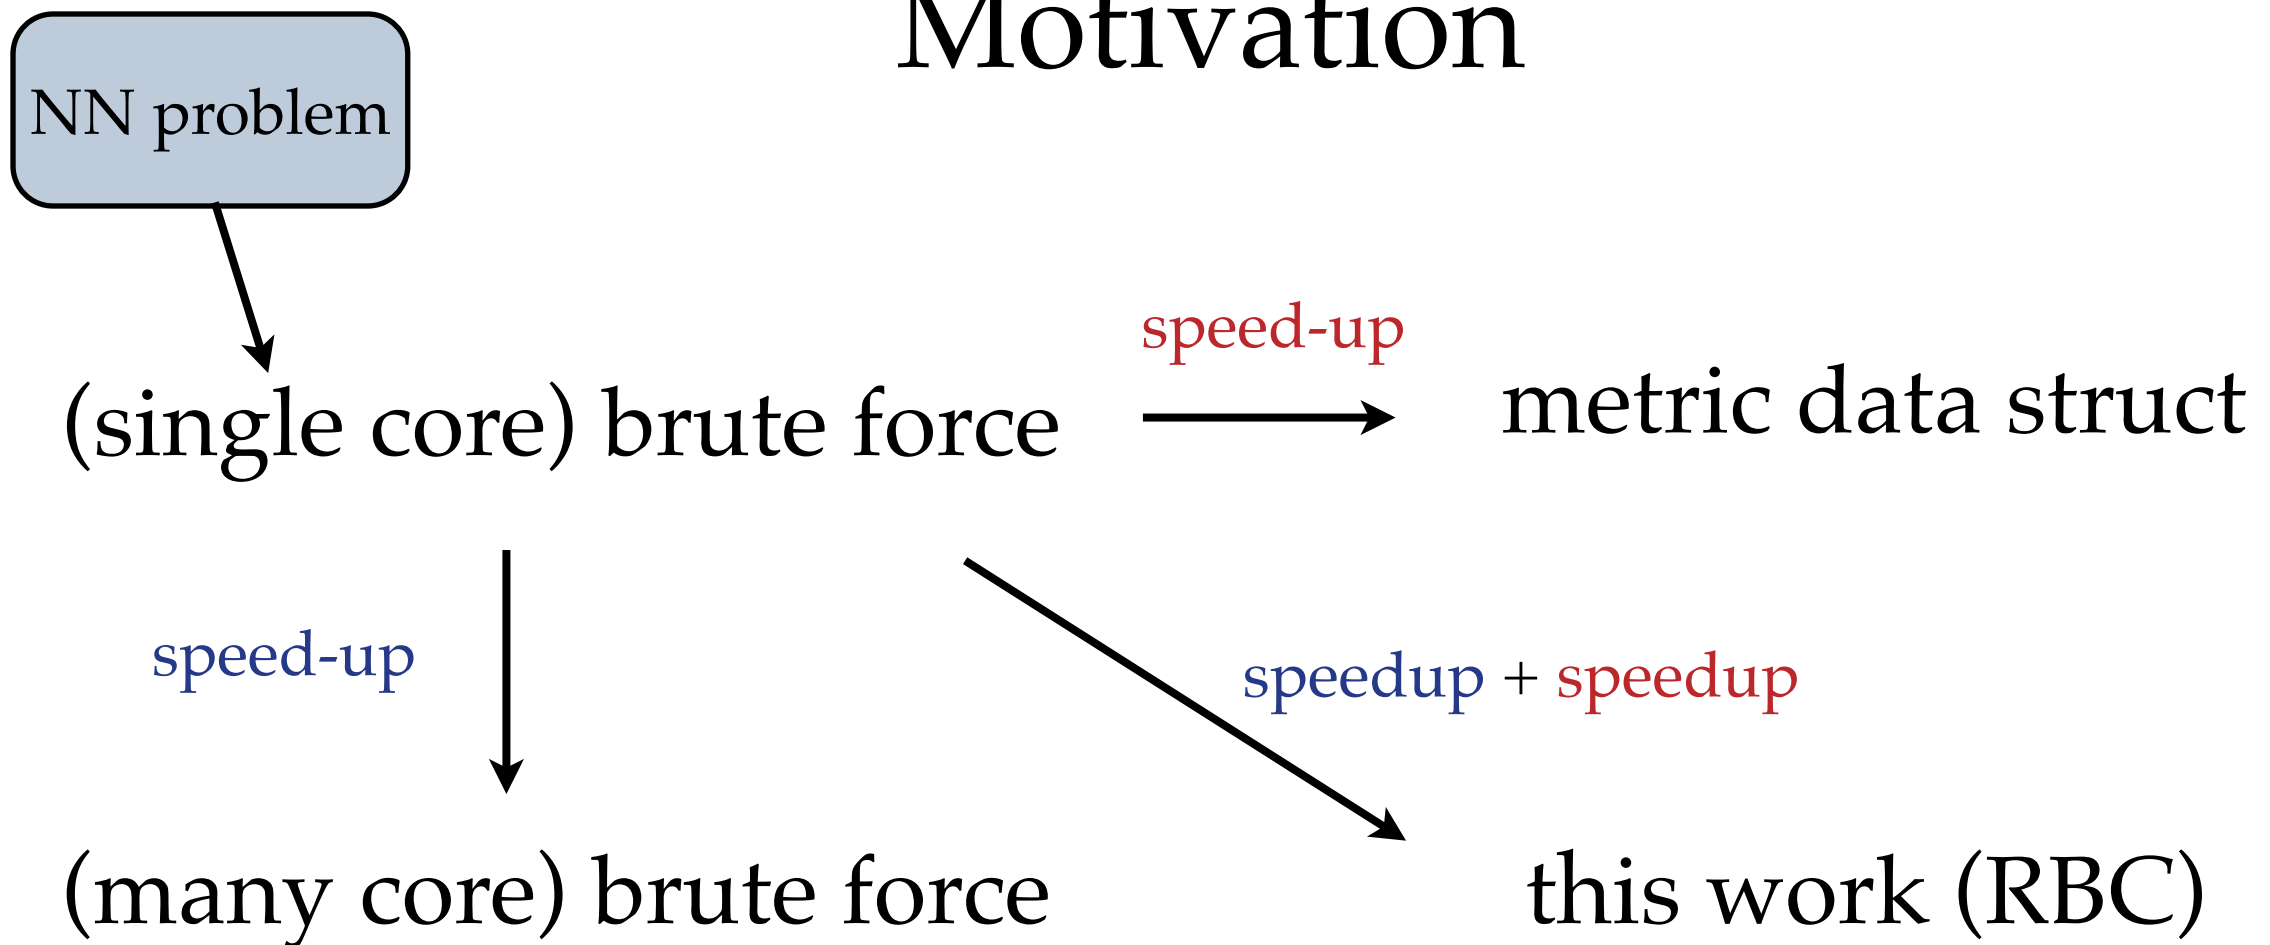 Motivation
NN problem
speed-up
(single core) brute force
metric data struct
speed-up
speedup + speedup
(many core) brute force
this work (RBC)